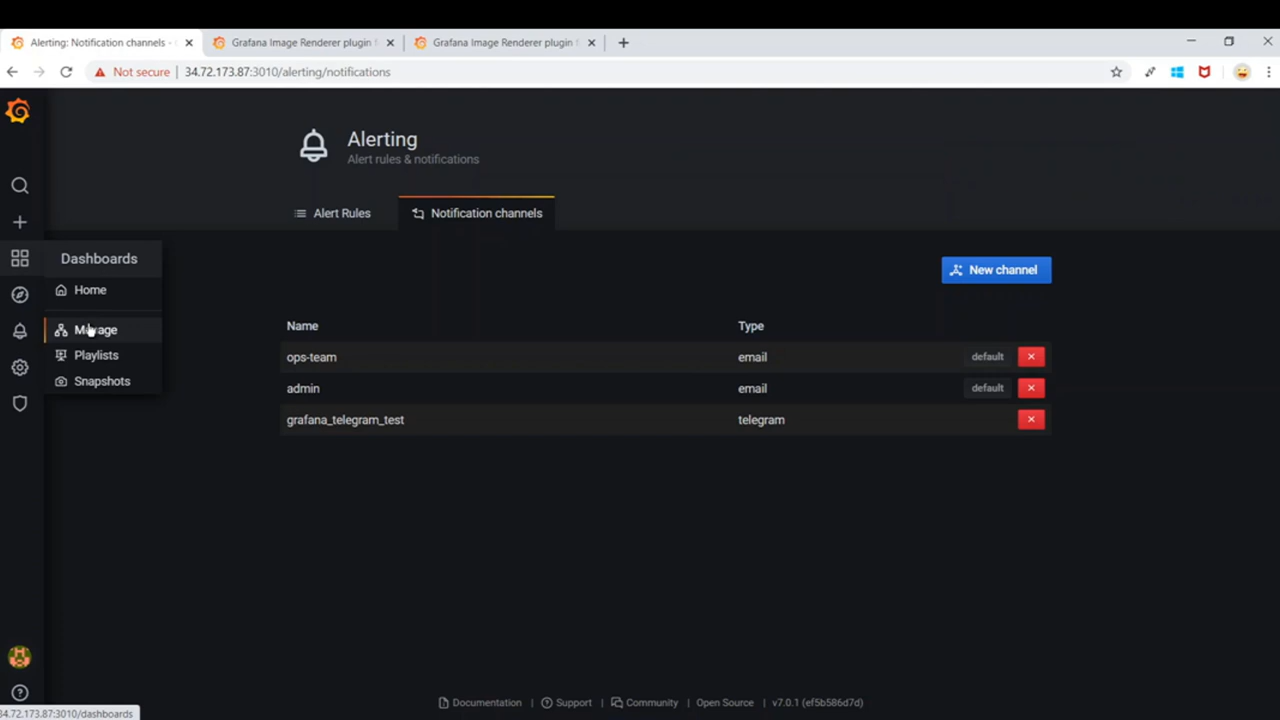 Alerting: Notification channels -
Grafana Image Renderer plugin f
Grafana Image Renderer plugin f
Not secure | 34.72.173.87:3010/alerting/notifications
Alerting
Alert rules & notifications
Alert Rules
Notification channels
Dashboards
Home
Manage
Playlists
Snapshots
New channel
Name Type
ops-team email default
admin email default
grafana_telegram_test telegram
Documentation | Support | Community | Open Source | v7.0.1 (ef5b586d7d)
34.72.173.87:3010/dashboards